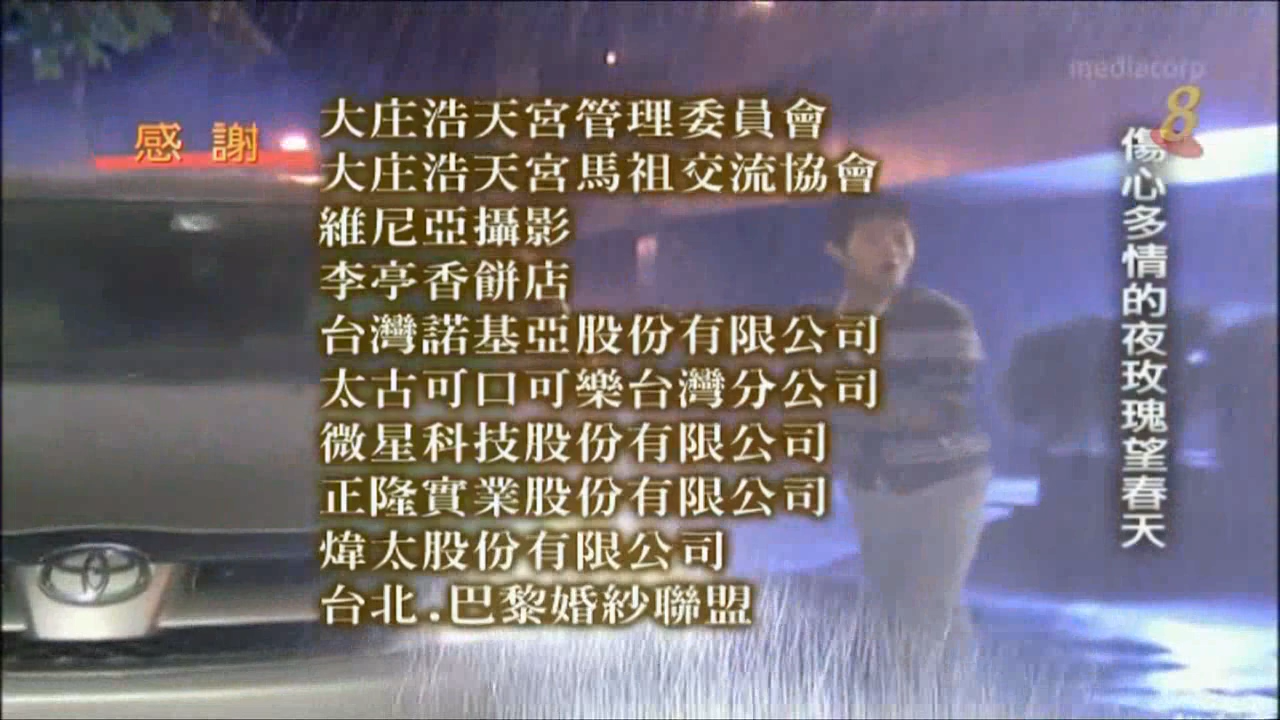 感謝
大庄浩天宮管理委員會
大庄浩天宮馬祖交流協會
維尼亞攝影
李亭香餅店
台灣諾基亞股份有限公司
太古可口可樂台灣分公司
微星科技股份有限公司
正隆實業股份有限公司
煒太股份有限公司
台北.巴黎婚紗聯盟
mediacorp
8
傷心多情的夜玫瑰望春天